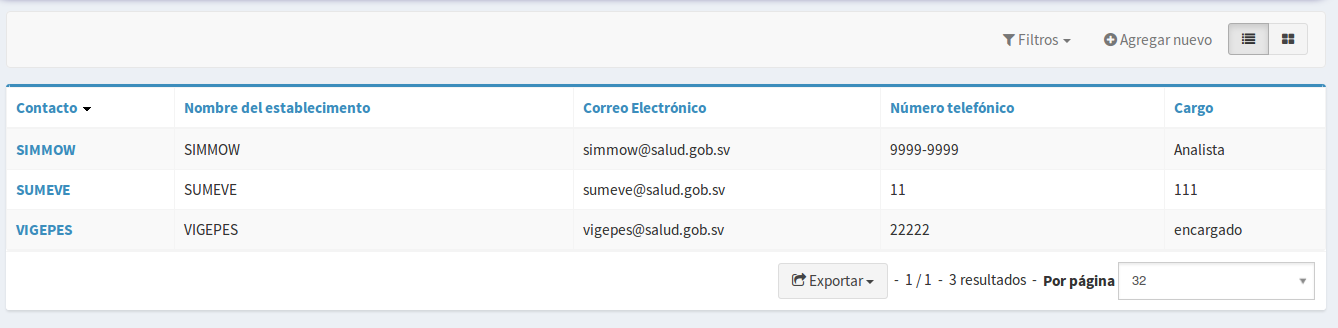 Filtros Agregar nuevo
Contacto Nombre del establecimiento Correo Electrónico Número telefónico Cargo
SIMMOW SIMMOW simmow@salud.gob.sv 9999-9999 Analista
SUMEVE SUMEVE sumeve@salud.gob.sv 11 111
VIGEPES VIGEPES vigepes@salud.gob.sv 22222 encargado
Exportar - 1 / 1 - 3 resultados - Por página 32